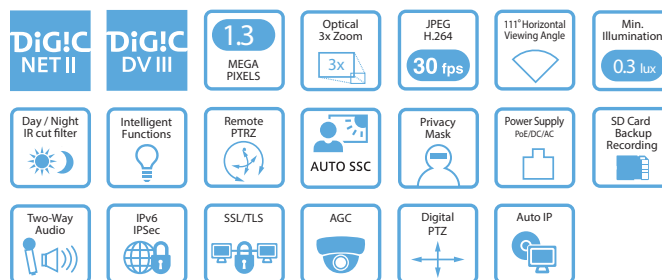 DiG!C
NET II
DiG!C
DV III
1.3
MEGA
PIXELS
Optical
3x Zoom
3x
JPEG
H.264
30 fps
111° Horizontal
Viewing Angle
Min.
Illumination
0.3 lux
Day / Night
IR cut filter
Intelligent
Functions
Remote
PTRZ
AUTO SSC
Privacy
Mask
Power Supply
PoE/DC/AC
SD Card
Backup
Recording
Two-Way
Audio
IPv6
IPSec
SSL/TLS
AGC
Digital
PTZ
Auto IP